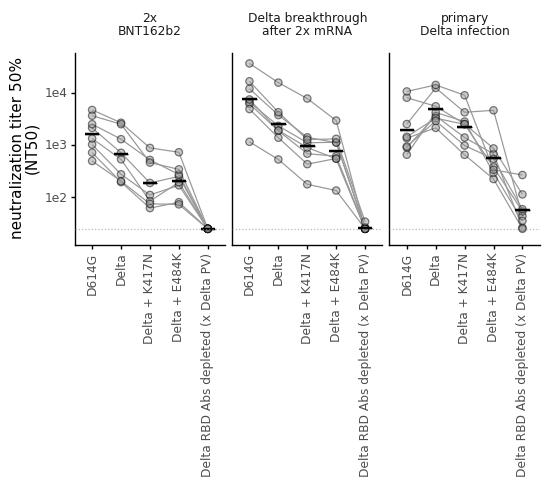 2x
BNT162b2
Delta breakthrough
after 2x mRNA
primary
Delta infection
neutralization titer 50%
(NT50)
1e4
1e3
1e2
D614G
Delta
Delta + K417N
Delta + E484K
Delta RBD Abs depleted (x Delta PV)
D614G
Delta
Delta + K417N
Delta + E484K
Delta RBD Abs depleted (x Delta PV)
D614G
Delta
Delta + K417N
Delta + E484K
Delta RBD Abs depleted (x Delta PV)